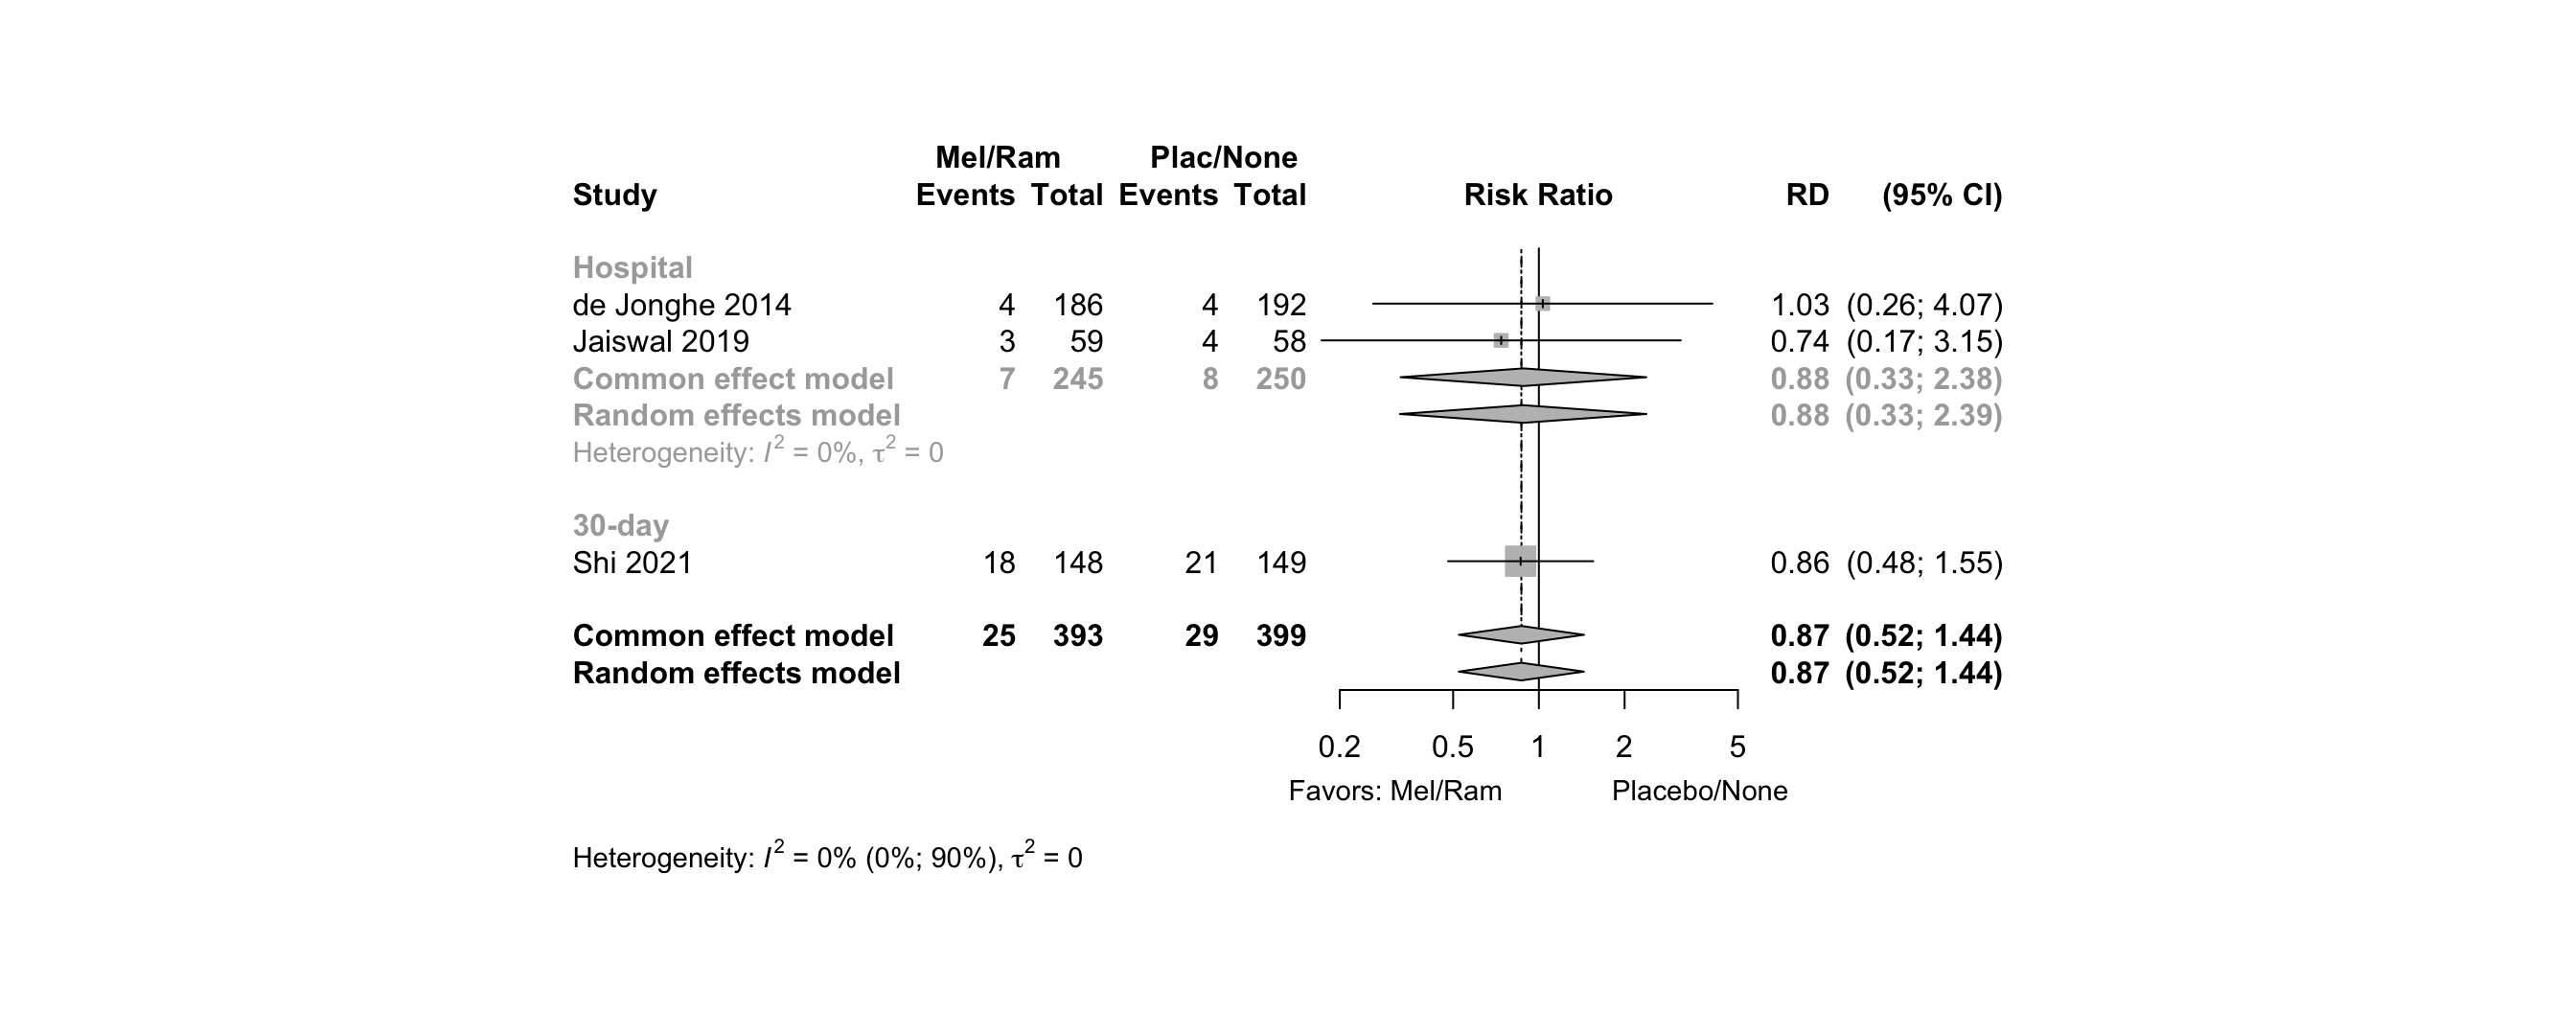 Mel/Ram Plac/None
Study Events Total Events Total Risk Ratio RD (95% CI)
Hospital
de Jonghe 2014 4 186 4 192 1.03 (0.26; 4.07)
Jaiswal 2019 3 59 4 58 0.74 (0.17; 3.15)
Common effect model 7 245 8 250 0.88 (0.33; 2.38)
Random effects model 0.88 (0.33; 2.39)
Heterogeneity: I² = 0%, τ² = 0
30-day
Shi 2021 18 148 21 149 0.86 (0.48; 1.55)
Common effect model 25 393 29 399 0.87 (0.52; 1.44)
Random effects model 0.87 (0.52; 1.44)
0.2 0.5 1 2 5
Favors: Mel/Ram Placebo/None
Heterogeneity: I² = 0% (0%; 90%), τ² = 0